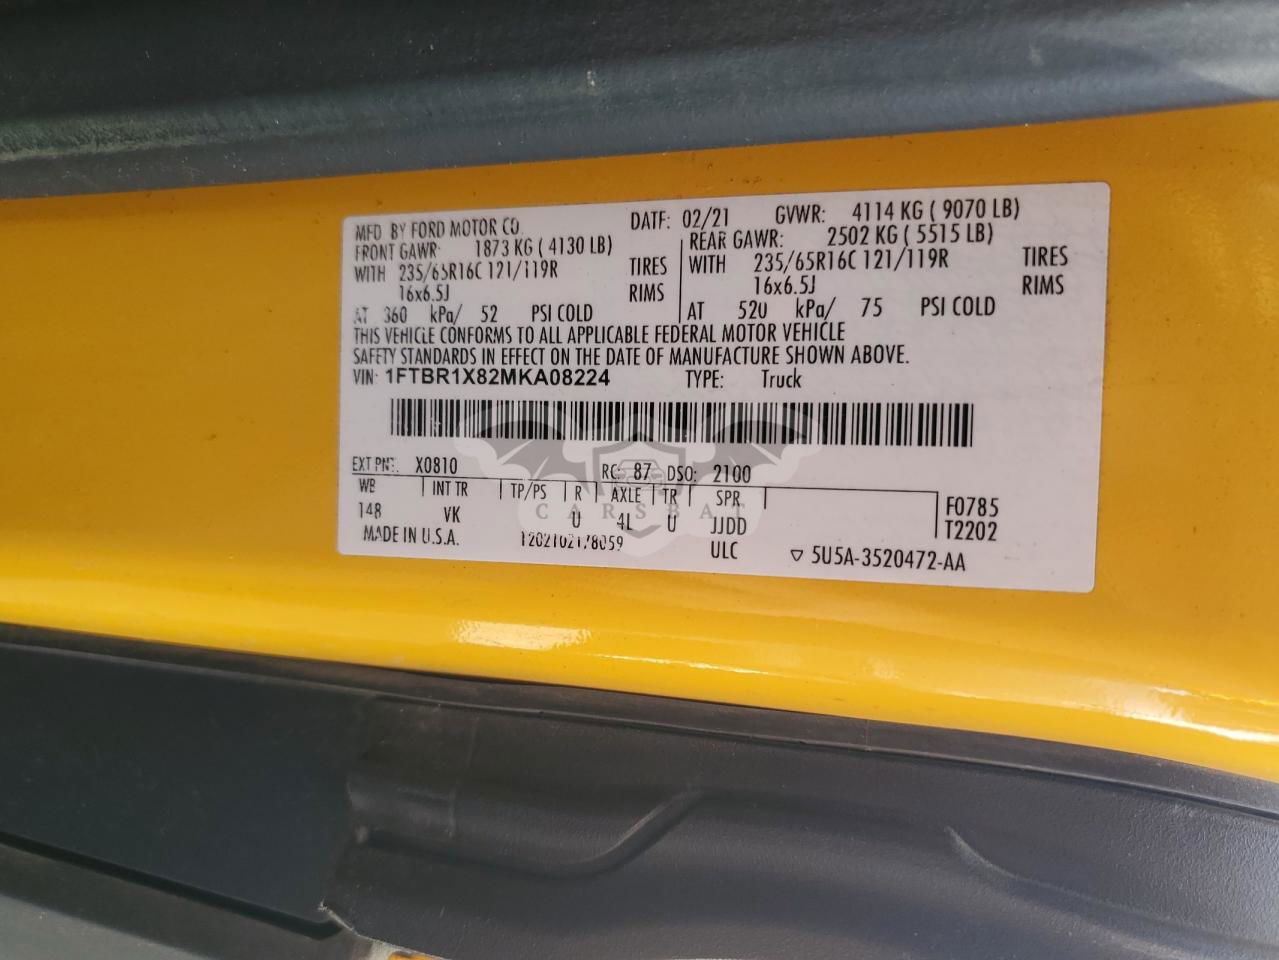 MFD BY FORD MOTOR CO. DATE: 02/21 GVWR: 4114 KG ( 9070 LB)
FRONT GAWR: 1873 KG ( 4130 LB) REAR GAWR: 2502 KG ( 5515 LB)
WITH 235/65R16C 121/119R TIRES WITH 235/65R16C 121/119R TIRES
16x6.5J RIMS 16x6.5J RIMS
AT 360 kPa/ 52 PSI COLD AT 520 kPa/ 75 PSI COLD
THIS VEHICLE CONFORMS TO ALL APPLICABLE FEDERAL MOTOR VEHICLE
SAFETY STANDARDS IN EFFECT ON THE DATE OF MANUFACTURE SHOWN ABOVE.
VIN: 1FTBR1X82MKA08224 TYPE: Truck
EXT PNT: X0810 RC: 87 DSO: 2100
WB INT TR TP/PS R AXLE TR SPR F0785
148 VK U 4L U JJDD T2202
CARSBAT
MADE IN U.S.A. 1202102178059 ULC ▽ 5U5A-3520472-AA